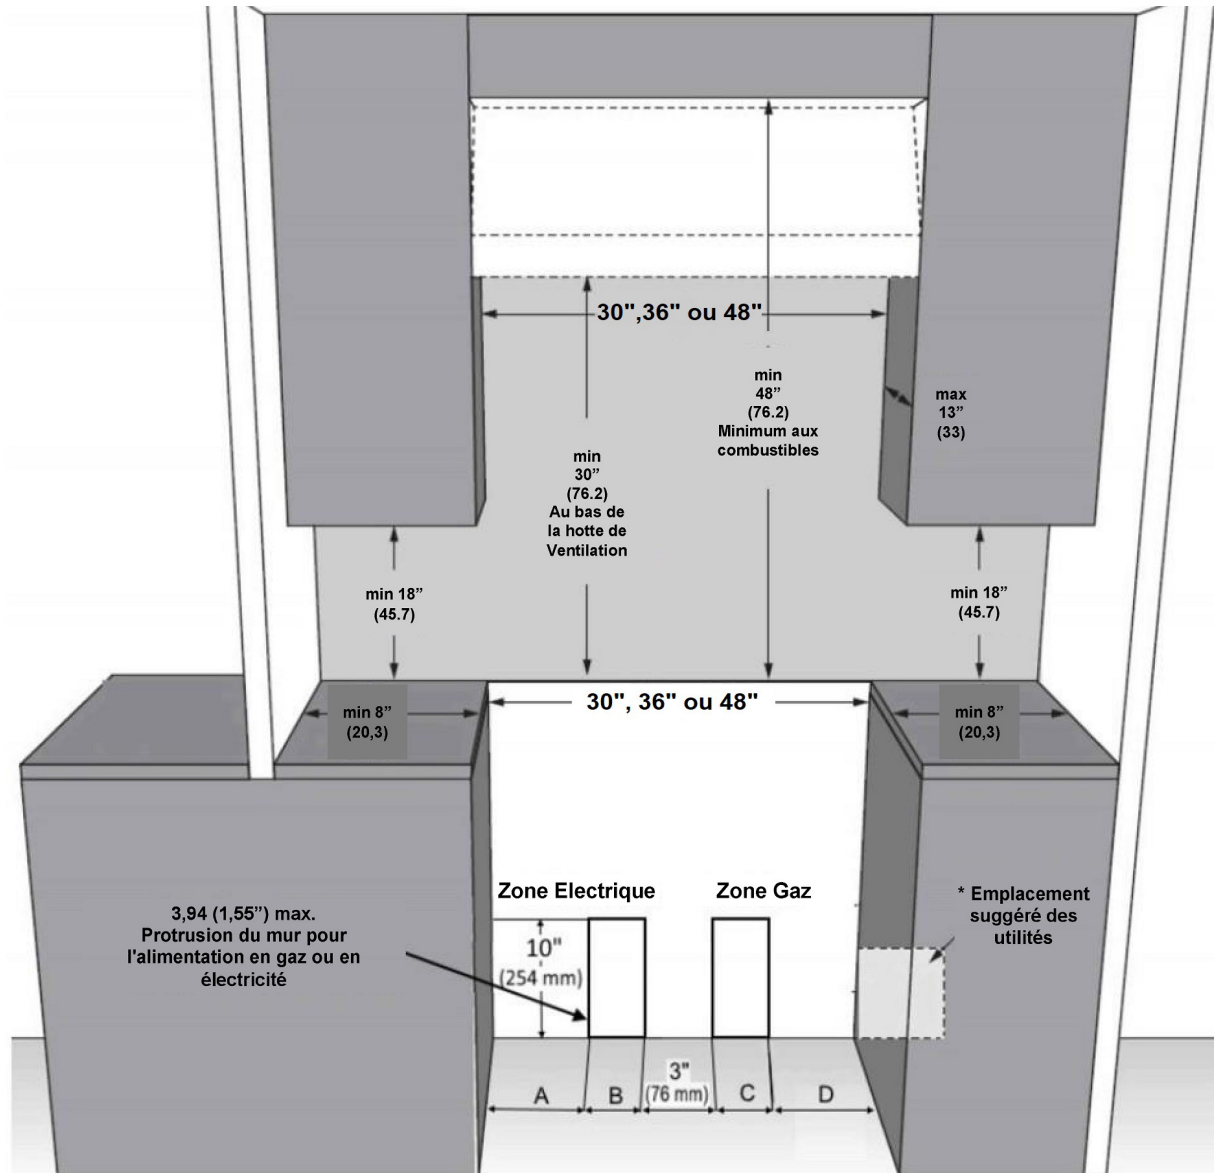 30",36" ou 48"
min
48”
(76.2)
Minimum aux
combustibles
max
13”
(33)
min
30”
(76.2)
Au bas de
la hotte de
Ventilation
min 18”
(45.7)
min 18”
(45.7)
min 8”
(20,3)
30", 36" ou 48"
min 8”
(20,3)
Zone Electrique
Zone Gaz
* Emplacement
suggéré des
utilités
3,94 (1,55”) max.
Protrusion du mur pour
l'alimentation en gaz ou en
électricité
10"
(254 mm)
A
B
3"
(76 mm)
C
D